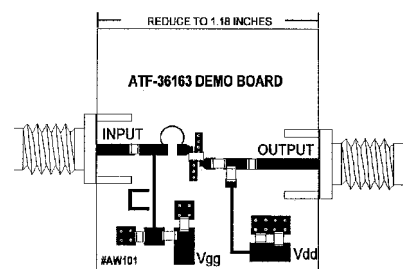 REDUCE TO 1.18 INCHES
ATF-36163 DEMO BOARD
INPUT
OUTPUT
#AW101
Vgg
Vdd